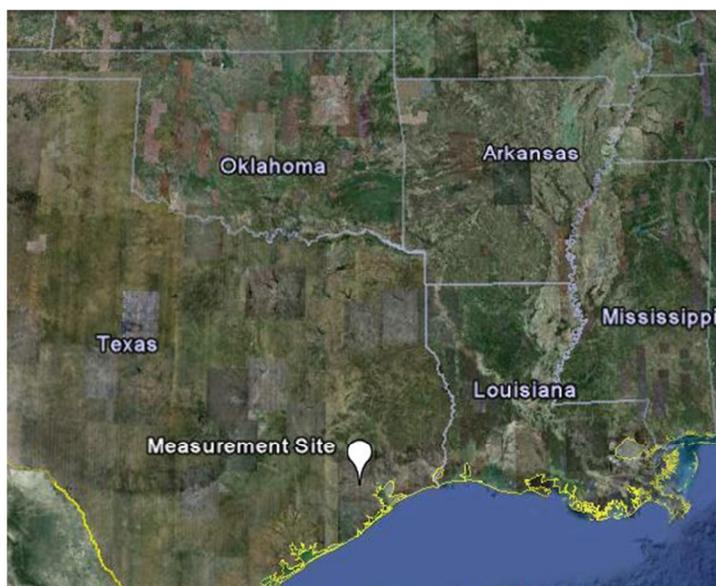 Oklahoma
Arkansas
Texas
Mississippi
Louisiana
Measurement Site